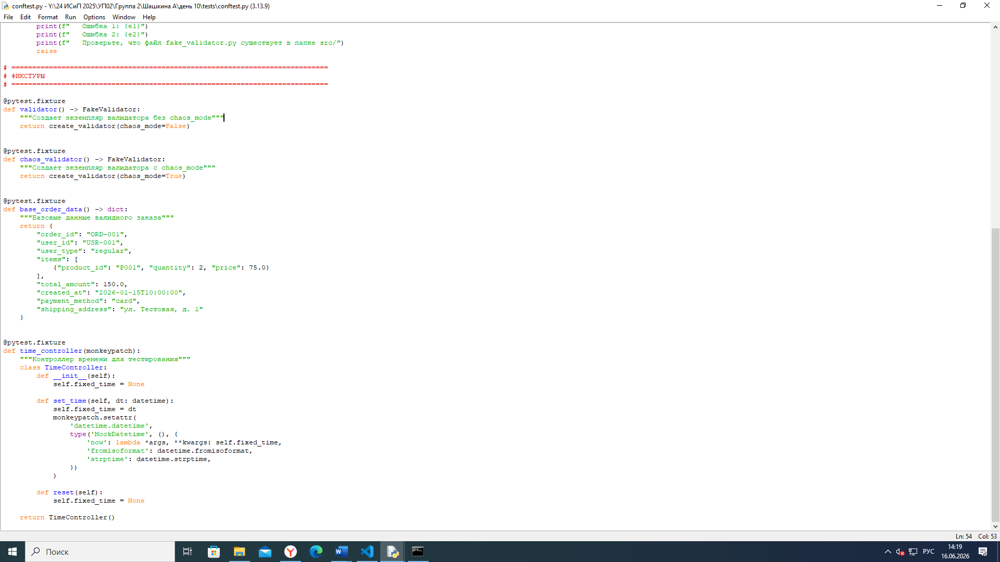 conftest.py - Y:\24 ИСиП 2025\УП02\Группа 2\Шашкина А\день 10\tests\conftest.py (3.13.9)
File Edit Format Run Options Window Help
        print(f"   Ошибка 1: {e1}")
        print(f"   Ошибка 2: {e2}")
        print(f"   Проверьте, что файл fake_validator.py существует в папке src/")
        raise

# ============================================================================
# ФИКСТУРЫ
# ============================================================================

@pytest.fixture
def validator() -> FakeValidator:
    """Создает экземпляр валидатора без chaos_mode"""
    return create_validator(chaos_mode=False)


@pytest.fixture
def chaos_validator() -> FakeValidator:
    """Создает экземпляр валидатора с chaos_mode"""
    return create_validator(chaos_mode=True)


@pytest.fixture
def base_order_data() -> dict:
    """Базовые данные валидного заказа"""
    return {
        "order_id": "ORD-001",
        "user_id": "USR-001",
        "user_type": "regular",
        "items": [
            {"product_id": "P001", "quantity": 2, "price": 75.0}
        ],
        "total_amount": 150.0,
        "created_at": "2026-01-15T10:00:00",
        "payment_method": "card",
        "shipping_address": "ул. Тестовая, д. 1"
    }


@pytest.fixture
def time_controller(monkeypatch):
    """Контроллер времени для тестирования"""
    class TimeController:
        def __init__(self):
            self.fixed_time = None

        def set_time(self, dt: datetime):
            self.fixed_time = dt
            monkeypatch.setattr(
                'datetime.datetime',
                type('MockDatetime', (), {
                    'now': lambda *args, **kwargs: self.fixed_time,
                    'fromisoformat': datetime.fromisoformat,
                    'strptime': datetime.strptime,
                })
            )

        def reset(self):
            self.fixed_time = None

    return TimeController()
Ln: 54 Col: 53
Поиск
РУС
14:19
16.06.2026